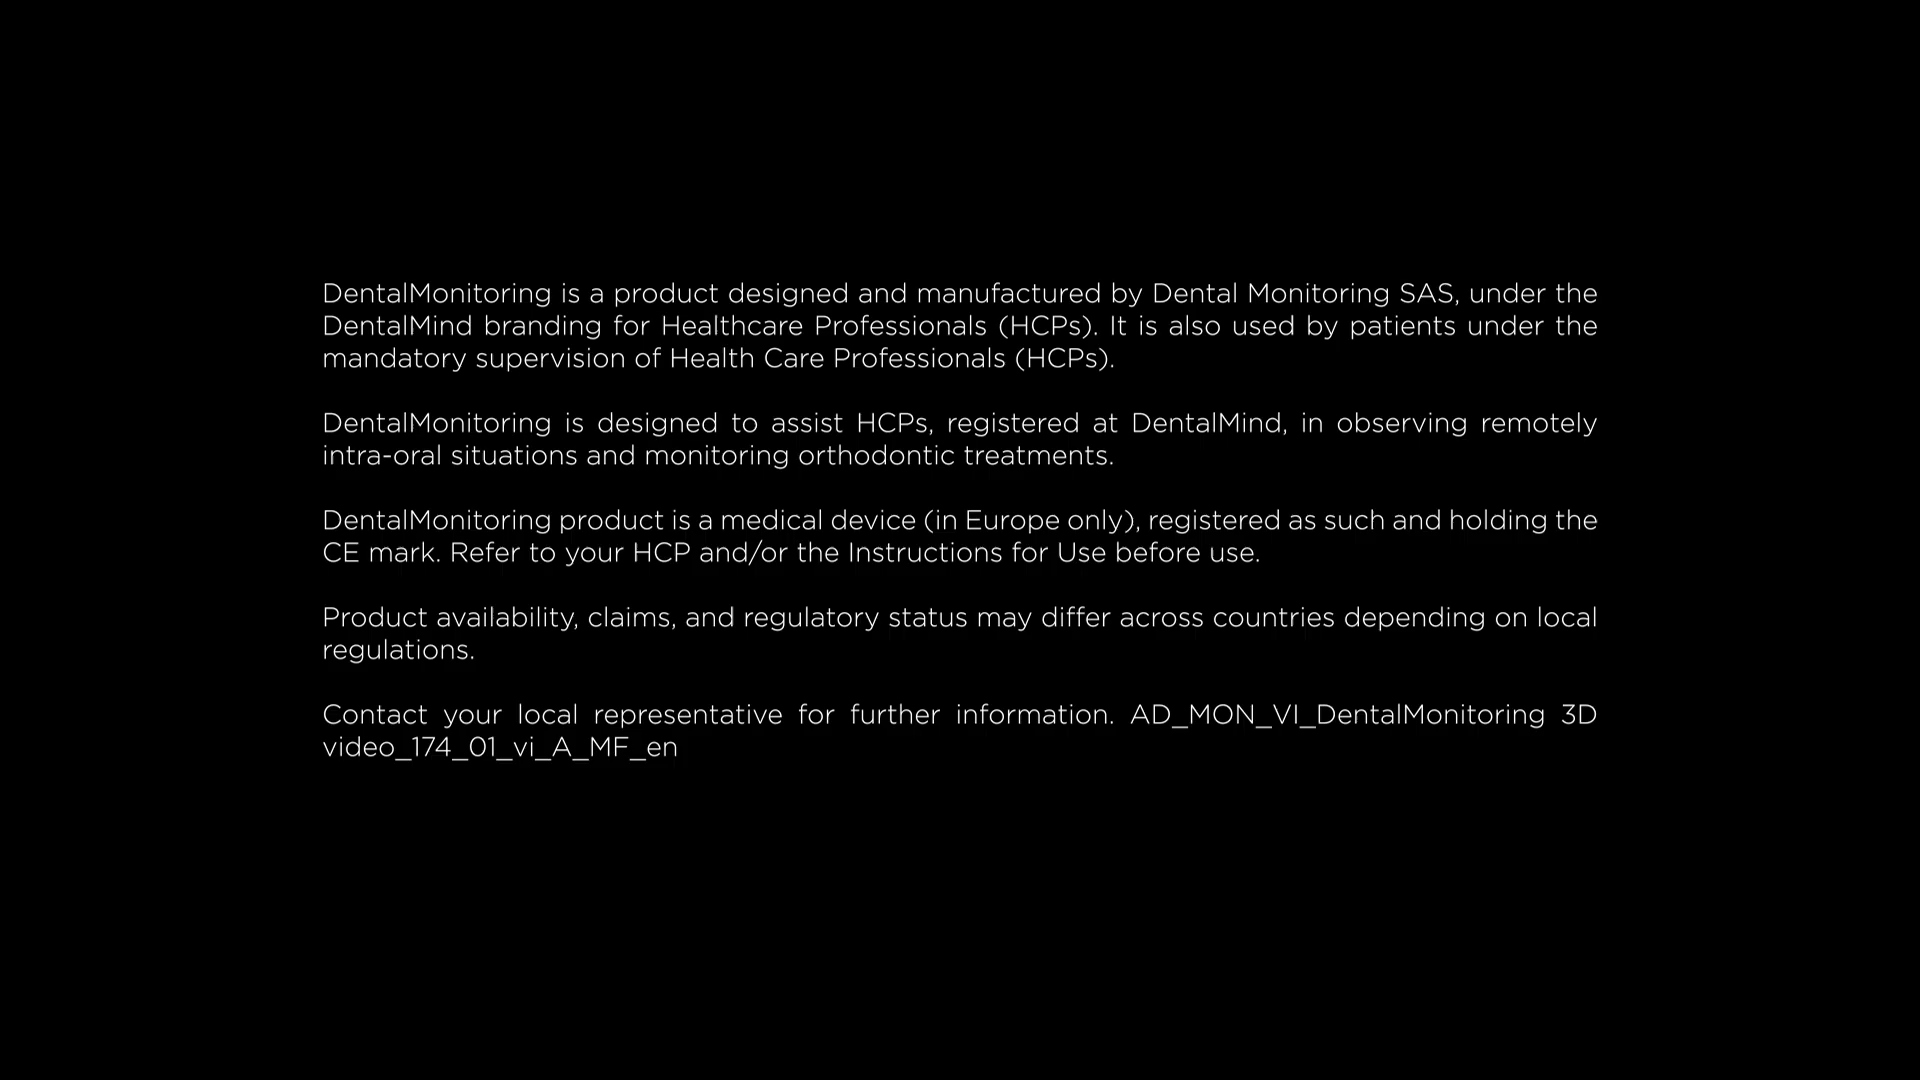 DentalMonitoring is a product designed and manufactured by Dental Monitoring SAS, under the
DentalMind branding for Healthcare Professionals (HCPs). It is also used by patients under the
mandatory supervision of Health Care Professionals (HCPs).
DentalMonitoring is designed to assist HCPs, registered at DentalMind, in observing remotely
intra-oral situations and monitoring orthodontic treatments.
DentalMonitoring product is a medical device (in Europe only), registered as such and holding the
CE mark. Refer to your HCP and/or the Instructions for Use before use.
Product availability, claims, and regulatory status may differ across countries depending on local
regulations.
Contact your local representative for further information. AD_MON_VI_DentalMonitoring 3D
video_174_01_vi_A_MF_en